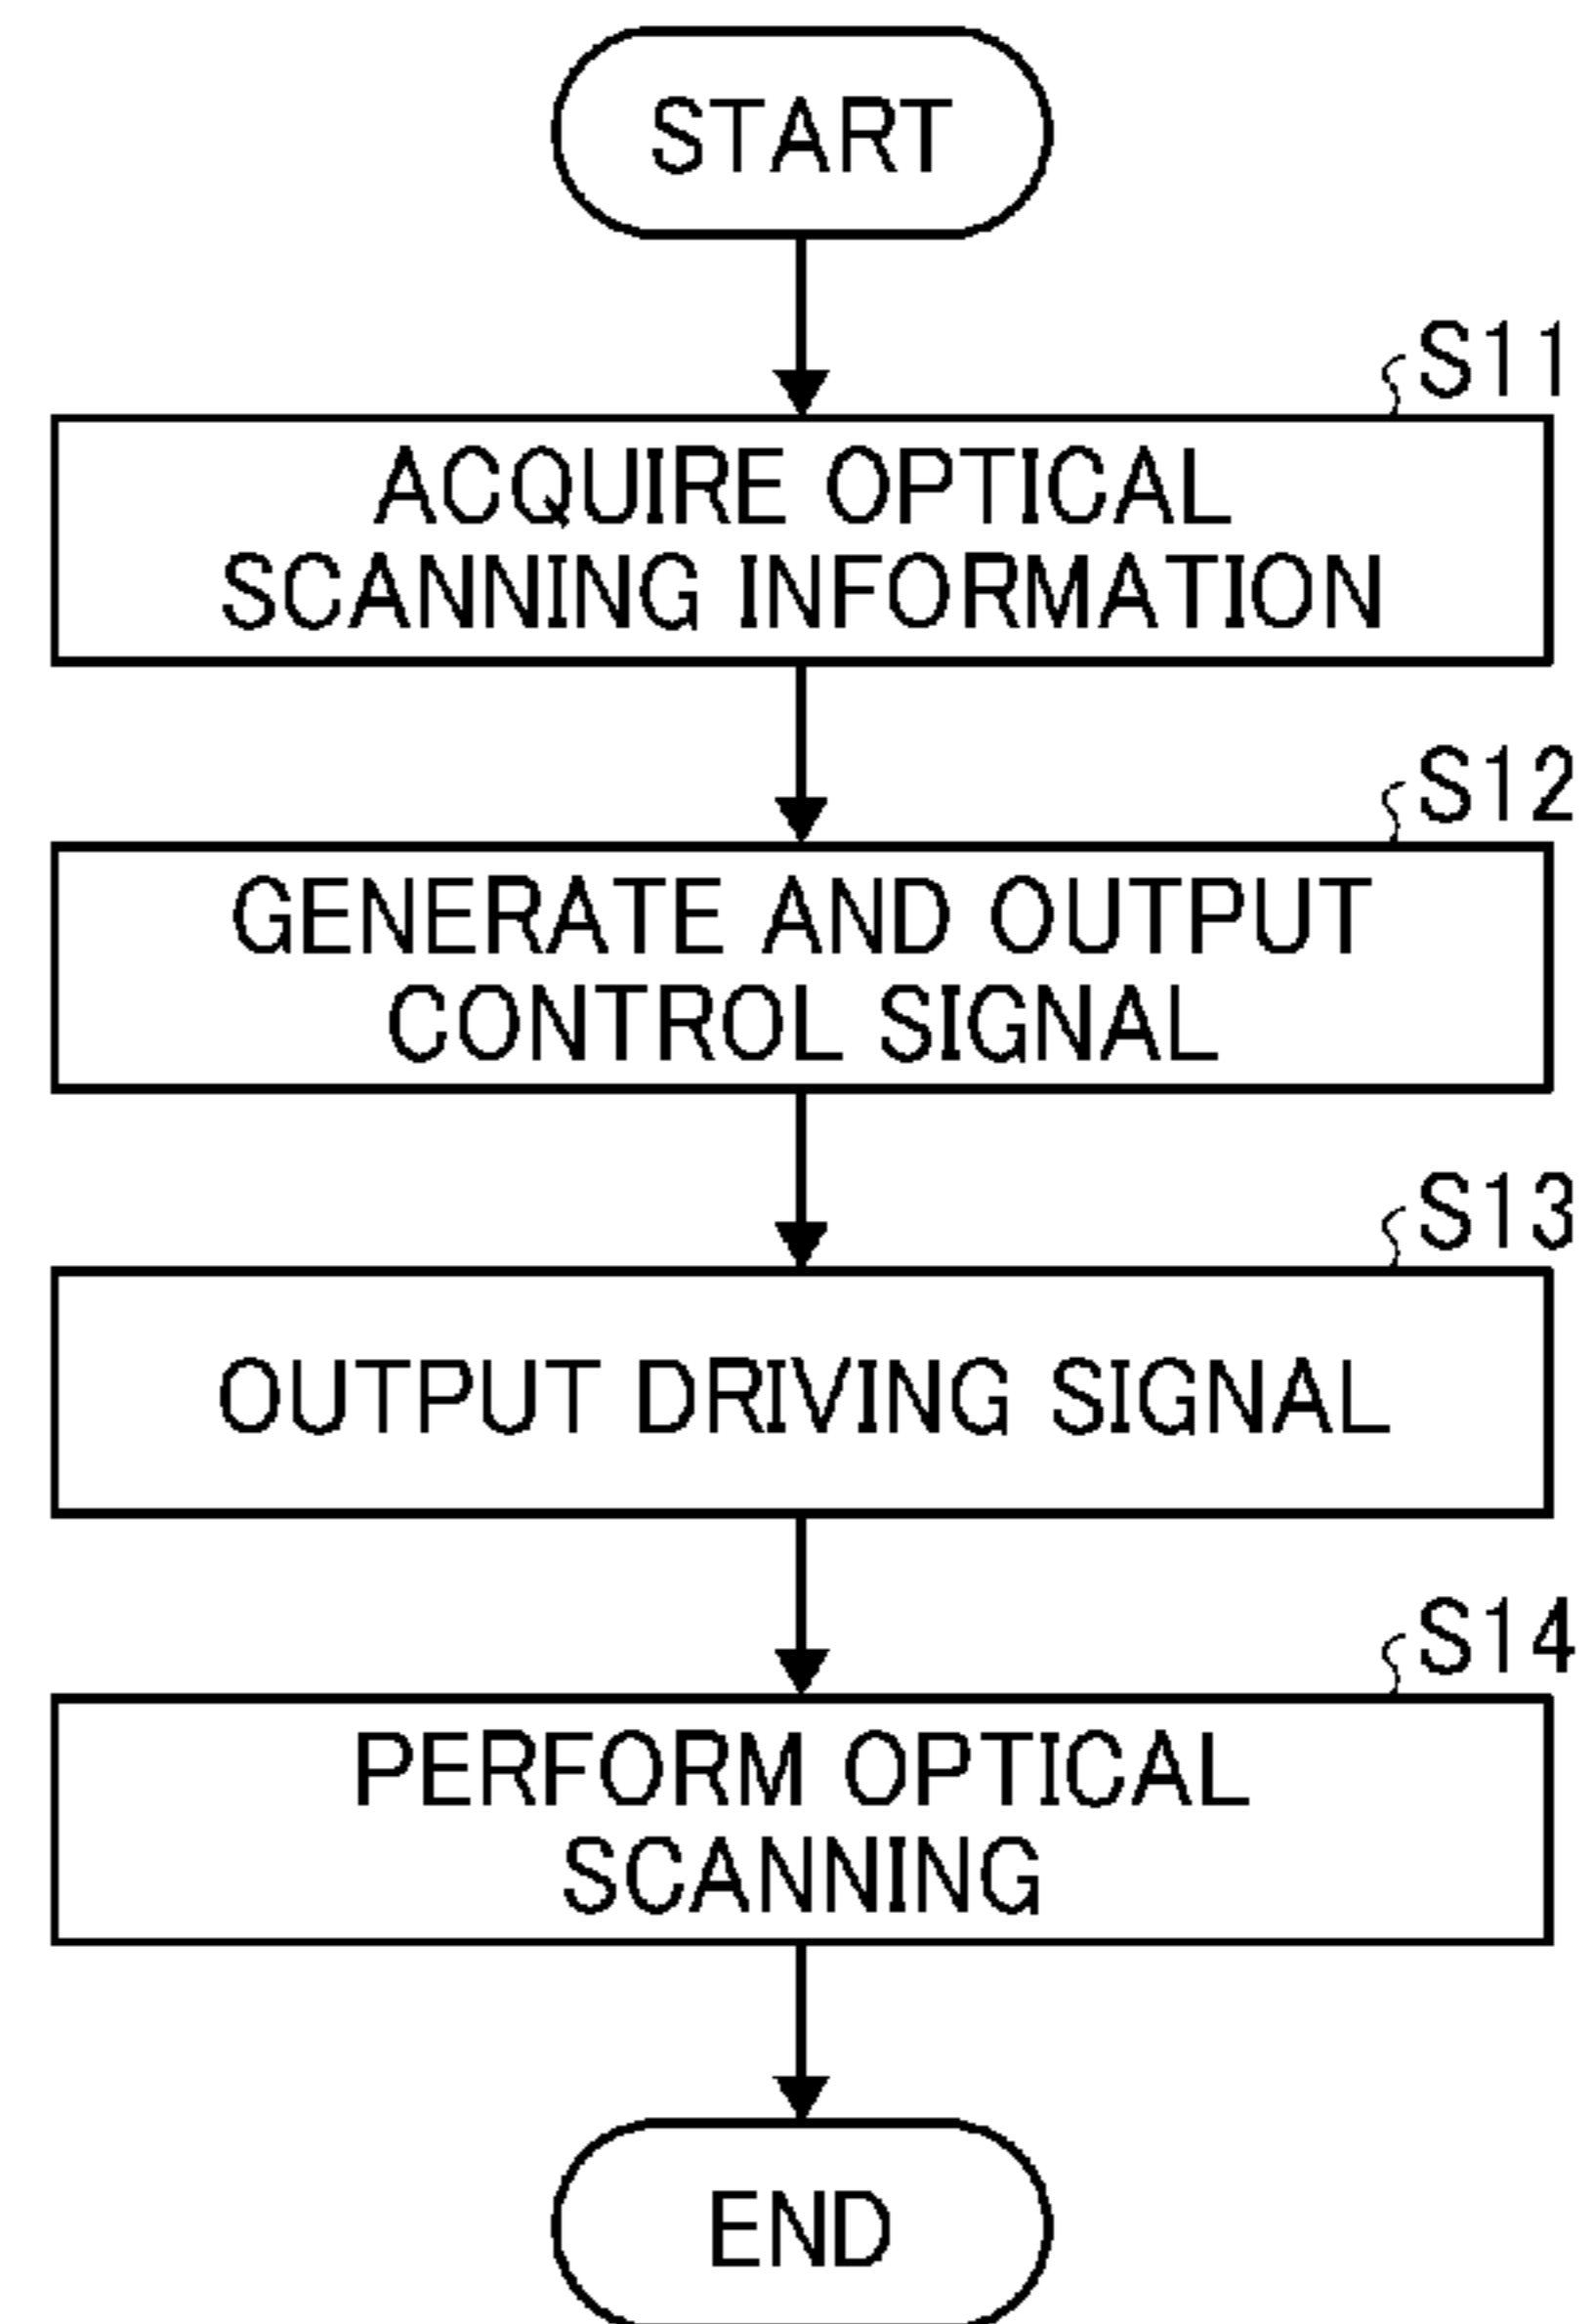 START
S11
ACQUIRE OPTICAL
SCANNING INFORMATION
S12
GENERATE AND OUTPUT
CONTROL SIGNAL
S13
OUTPUT DRIVING SIGNAL
S14
PERFORM OPTICAL
SCANNING
END